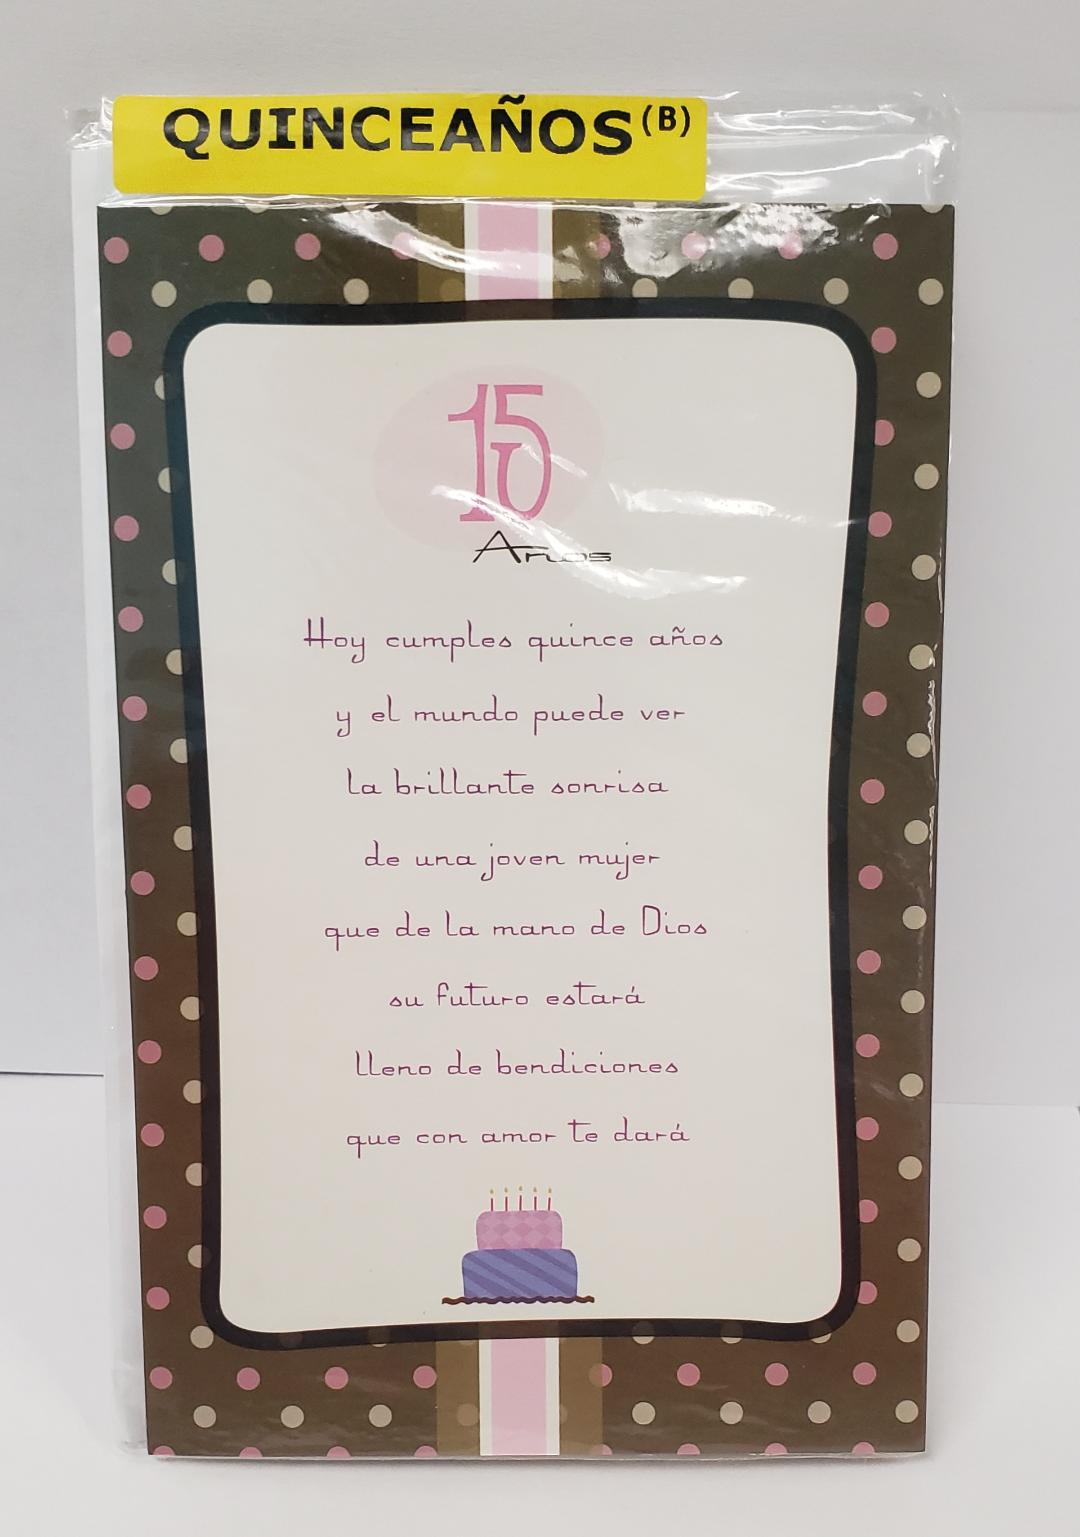 QUINCEAÑOS (B)
15
Años
Hoy cumples quince años
y el mundo puede ver
la brillante sonrisa
de una joven mujer
que de la mano de Dios
su futuro estará
lleno de bendiciones
que con amor te dará